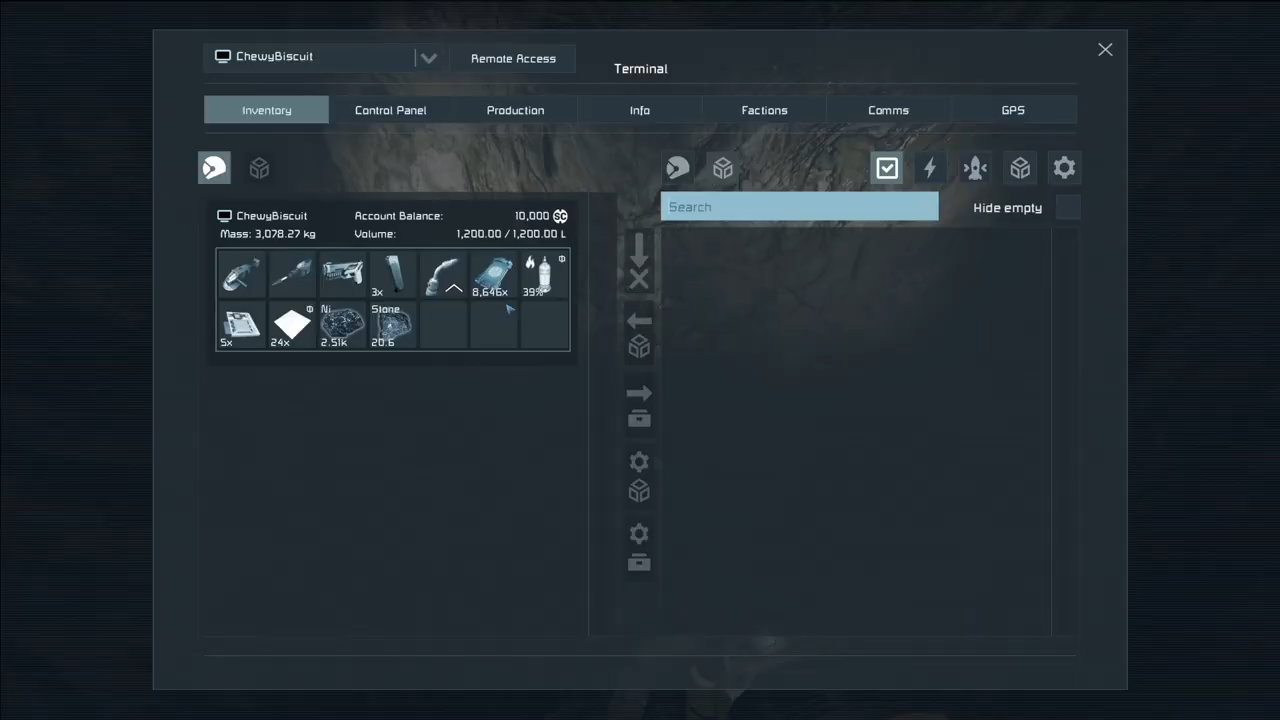 ChewyBiscuit
Remote Access
Terminal
Inventory
Control Panel
Production
Info
Factions
Comms
GPS
Search
Hide empty
ChewyBiscuit
Account Balance: 10,000 SC
Mass: 3,078.27 kg
Volume: 1,200.00 / 1,200.00 L
3x
8,646x
39%
5x
24x
Ni
2.51k
Stone
20.6